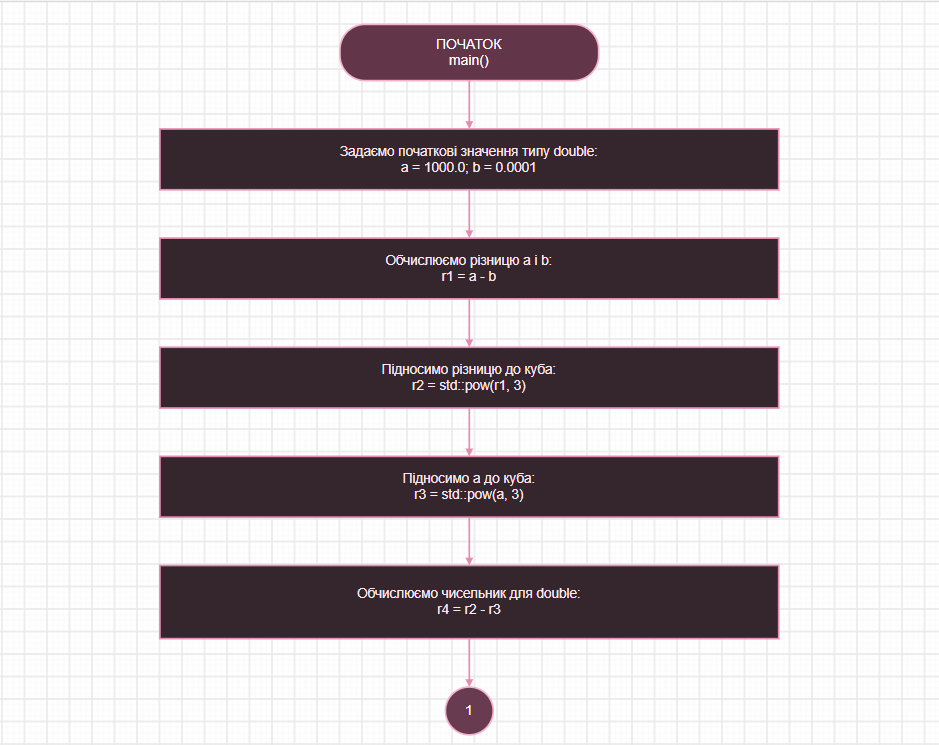 ПОЧАТОК
main()
Задаємо початкові значення типу double:
a = 1000.0; b = 0.0001
Обчислюємо різницю a і b:
r1 = a - b
Підносимо різницю до куба:
r2 = std::pow(r1, 3)
Підносимо a до куба:
r3 = std::pow(a, 3)
Обчислюємо чисельник для double:
r4 = r2 - r3
1